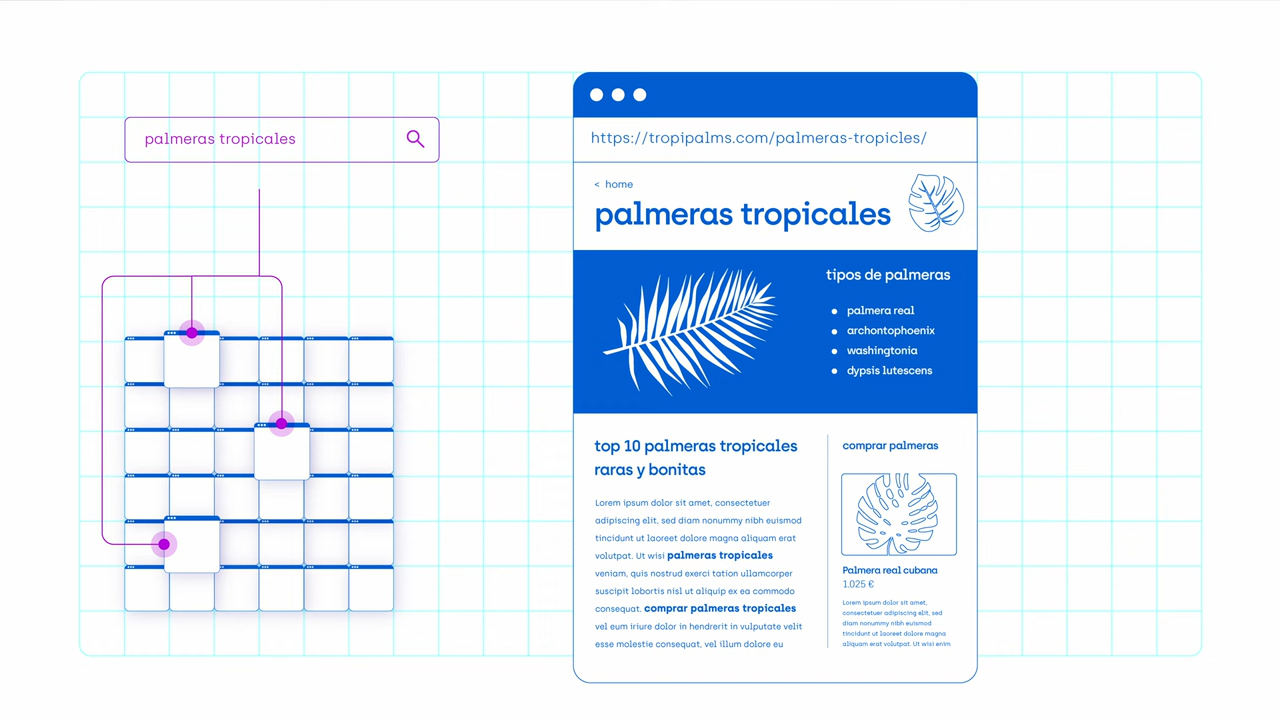 palmeras tropicales
https://tropipalms.com/palmeras-tropicles/
< home
palmeras tropicales
tipos de palmeras
palmera real
archontophoenix
washingtonia
dypsis lutescens
top 10 palmeras tropicales
raras y bonitas
Lorem ipsum dolor sit amet, consectetuer
adipiscing elit, sed diam nonummy nibh euismod
tincidunt ut laoreet dolore magna aliquam erat
volutpat. Ut wisi palmeras tropicales
veniam, quis nostrud exerci tation ullamcorper
suscipit lobortis nisl ut aliquip ex ea commodo
consequat. comprar palmeras tropicales
vel eum iriure dolor in hendrerit in vulputate velit
esse molestie consequat, vel illum dolore eu
comprar palmeras
Palmera real cubana
1.025 €
Lorem ipsum dolor sit amet,
consectetuer adipiscing elit, sed
diam nonummy nibh euismod
tincidunt ut laoreet dolore magna
aliquam erat volutpat. Ut wisi enim